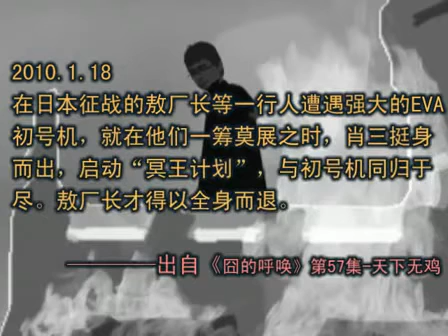 2010.1.18
在日本征战的敖厂长等一行人遭遇强大的EVA
初号机，就在他们一筹莫展之时，肖三挺身
而出，启动“冥王计划”，与初号机同归于
尽。敖厂长才得以全身而退。
————出自《囧的呼唤》第57集-天下无鸡